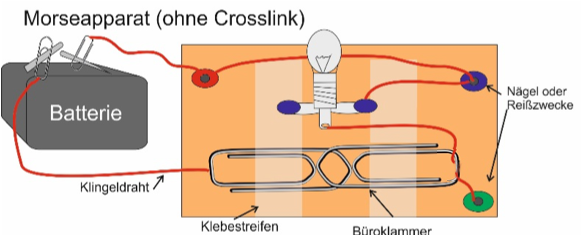 Morseapparat (ohne Crosslink)
Batterie
Nägel oder
Reißzwecke
Klingeldraht
Klebestreifen
Büroklammer